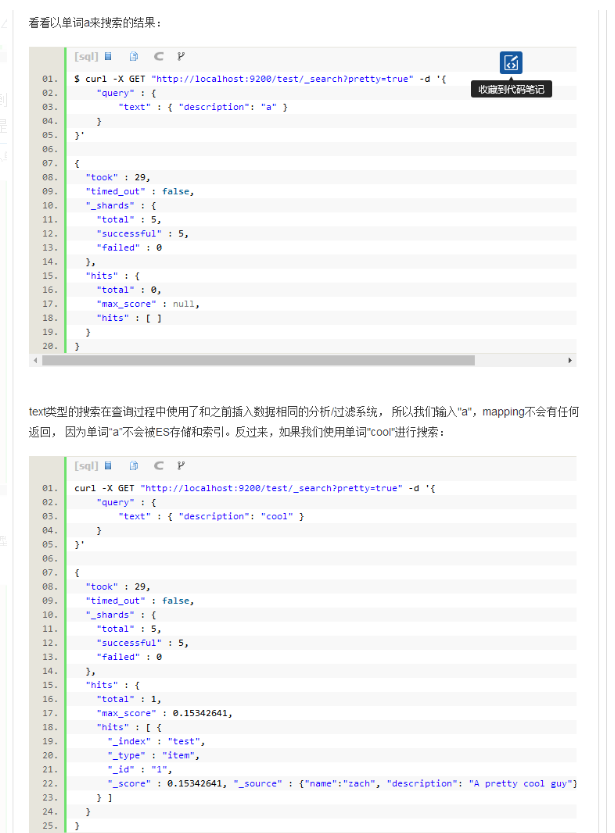 看看以单词a来搜索的结果：
[sql]
收藏到代码笔记
01. $ curl -X GET "http://localhost:9200/test/_search?pretty=true" -d '{
02. "query" : {
03. "text" : { "description": "a" }
04. }
05. }'
06.
07. {
08. "took" : 29,
09. "timed_out" : false,
10. "_shards" : {
11. "total" : 5,
12. "successful" : 5,
13. "failed" : 0
14. },
15. "hits" : {
16. "total" : 0,
17. "max_score" : null,
18. "hits" : [ ]
19. }
20. }
text类型的搜索在查询过程中使用了和之前插入数据相同的分析/过滤系统， 所以我们输入"a"，mapping不会有任何
返回， 因为单词"a"不会被ES存储和索引。反过来，如果我们使用单词"cool"进行搜索：
[sql]
01. curl -X GET "http://localhost:9200/test/_search?pretty=true" -d '{
02. "query" : {
03. "text" : { "description": "cool" }
04. }
05. }'
06.
07. {
08. "took" : 29,
09. "timed_out" : false,
10. "_shards" : {
11. "total" : 5,
12. "successful" : 5,
13. "failed" : 0
14. },
15. "hits" : {
16. "total" : 1,
17. "max_score" : 0.15342641,
18. "hits" : [ {
19. "_index" : "test",
20. "_type" : "item",
21. "_id" : "1",
22. "_score" : 0.15342641, "_source" : {"name":"zach", "description": "A pretty cool guy"}
23. } ]
24. }
25. }